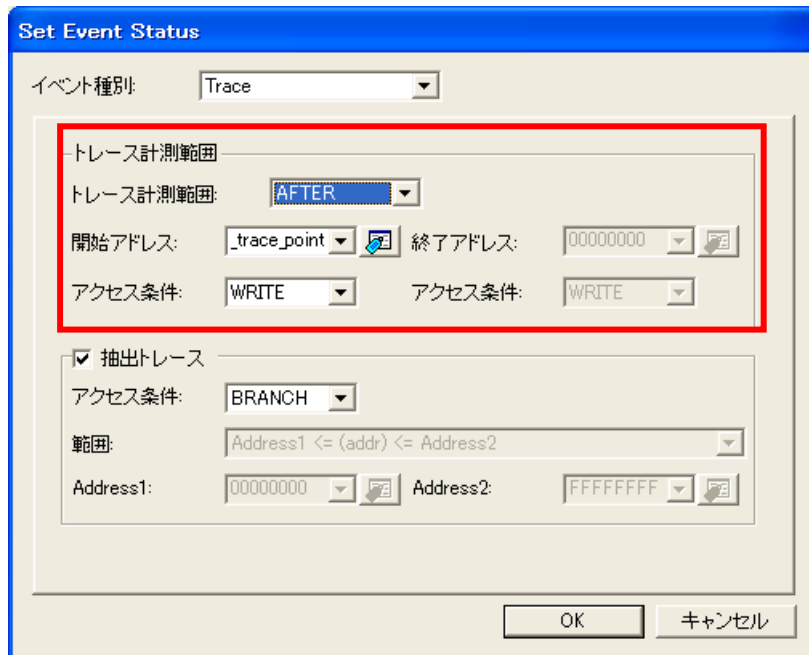 Set Event Status
イベント種別: Trace
トレース計測範囲
トレース計測範囲: AFTER
開始アドレス: _trace_point 終了アドレス: 00000000
アクセス条件: WRITE アクセス条件: WRITE
抽出トレース
アクセス条件: BRANCH
範囲: Address1 <= (addr) <= Address2
Address1: 00000000 Address2: FFFFFFFF
OK キャンセル